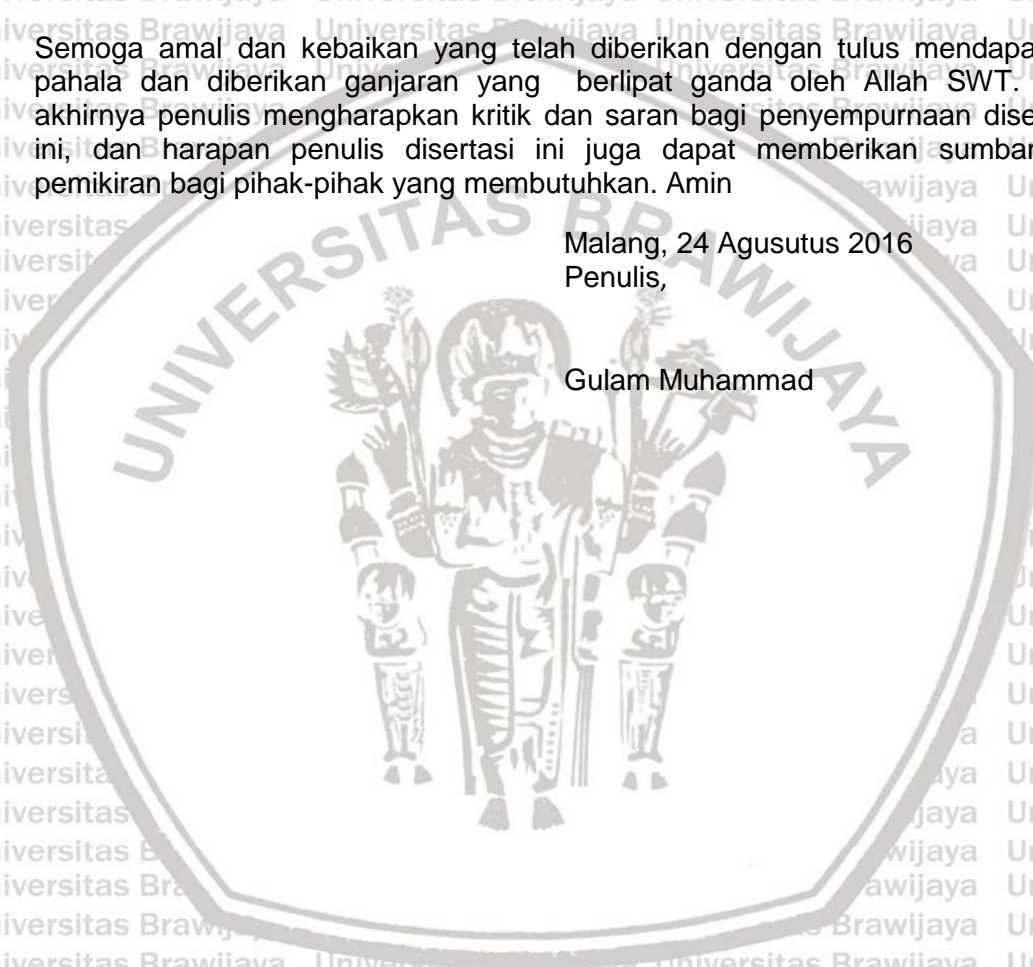 Semoga amal dan kebaikan yang telah diberikan dengan tulus mendapa
pahala dan diberikan ganjaran yang berlipat ganda oleh Allah SWT.
akhirnya penulis mengharapkan kritik dan saran bagi penyempurnaan dise
ini, dan harapan penulis disertasi ini juga dapat memberikan sumbar
pemikiran bagi pihak-pihak yang membutuhkan. Amin
Malang, 24 Agusutus 2016
Penulis,
Gulam Muhammad
UNIVERSITAS BRAWIJAYA